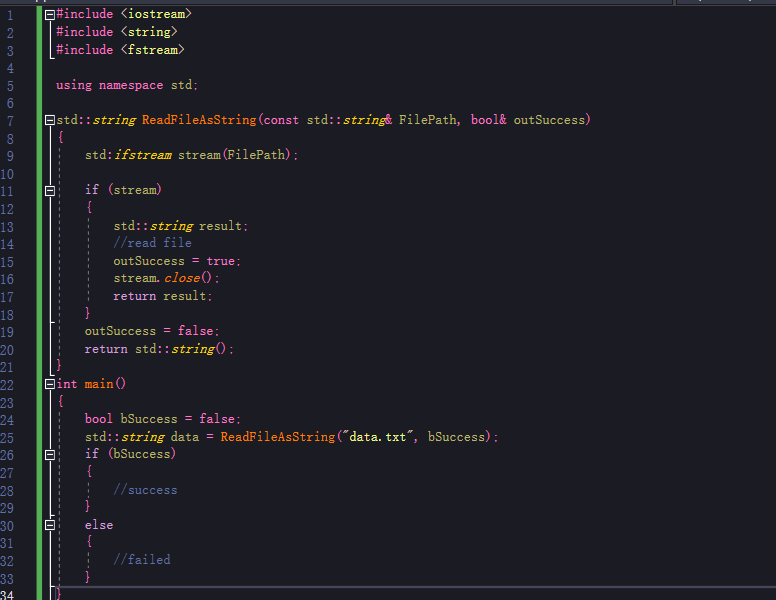 1 #include <iostream>
2 #include <string>
3 #include <fstream>
4
5 using namespace std;
6
7 std::string ReadFileAsString(const std::string& FilePath, bool& outSuccess)
8 {
9 std:ifstream stream(FilePath);
10
11 if (stream)
12 {
13 std::string result;
14 //read file
15 outSuccess = true;
16 stream.close();
17 return result;
18 }
19 outSuccess = false;
20 return std::string();
21 }
22 int main()
23 {
24 bool bSuccess = false;
25 std::string data = ReadFileAsString("data.txt", bSuccess);
26 if (bSuccess)
27 {
28 //success
29 }
30 else
31 {
32 //failed
33 }
34 }